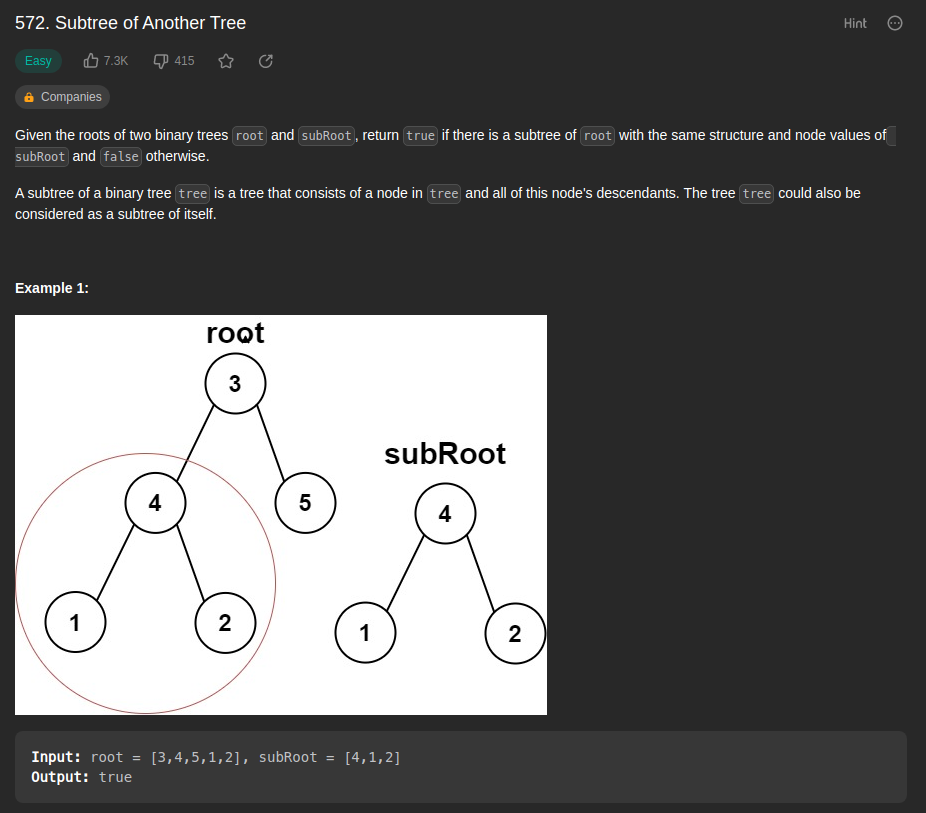 572. Subtree of Another Tree
Hint
Easy
7.3K
415
Companies
Given the roots of two binary trees root and subRoot, return true if there is a subtree of root with the same structure and node values of
subRoot and false otherwise.
A subtree of a binary tree tree is a tree that consists of a node in tree and all of this node's descendants. The tree tree could also be
considered as a subtree of itself.
Example 1:
root
3
subRoot
4
5
4
1
2
1
2
Input: root = [3,4,5,1,2], subRoot = [4,1,2]
Output: true